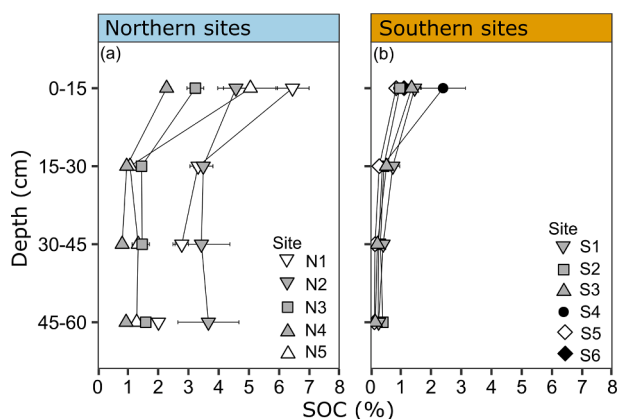 Northern sites
Southern sites
(a)
(b)
Depth (cm)
0-15
15-30
30-45
45-60
Site
N1
N2
N3
N4
N5
Site
S1
S2
S3
S4
S5
S6
0 1 2 3 4 5 6 7 8
0 1 2 3 4 5 6 7 8
SOC (%)